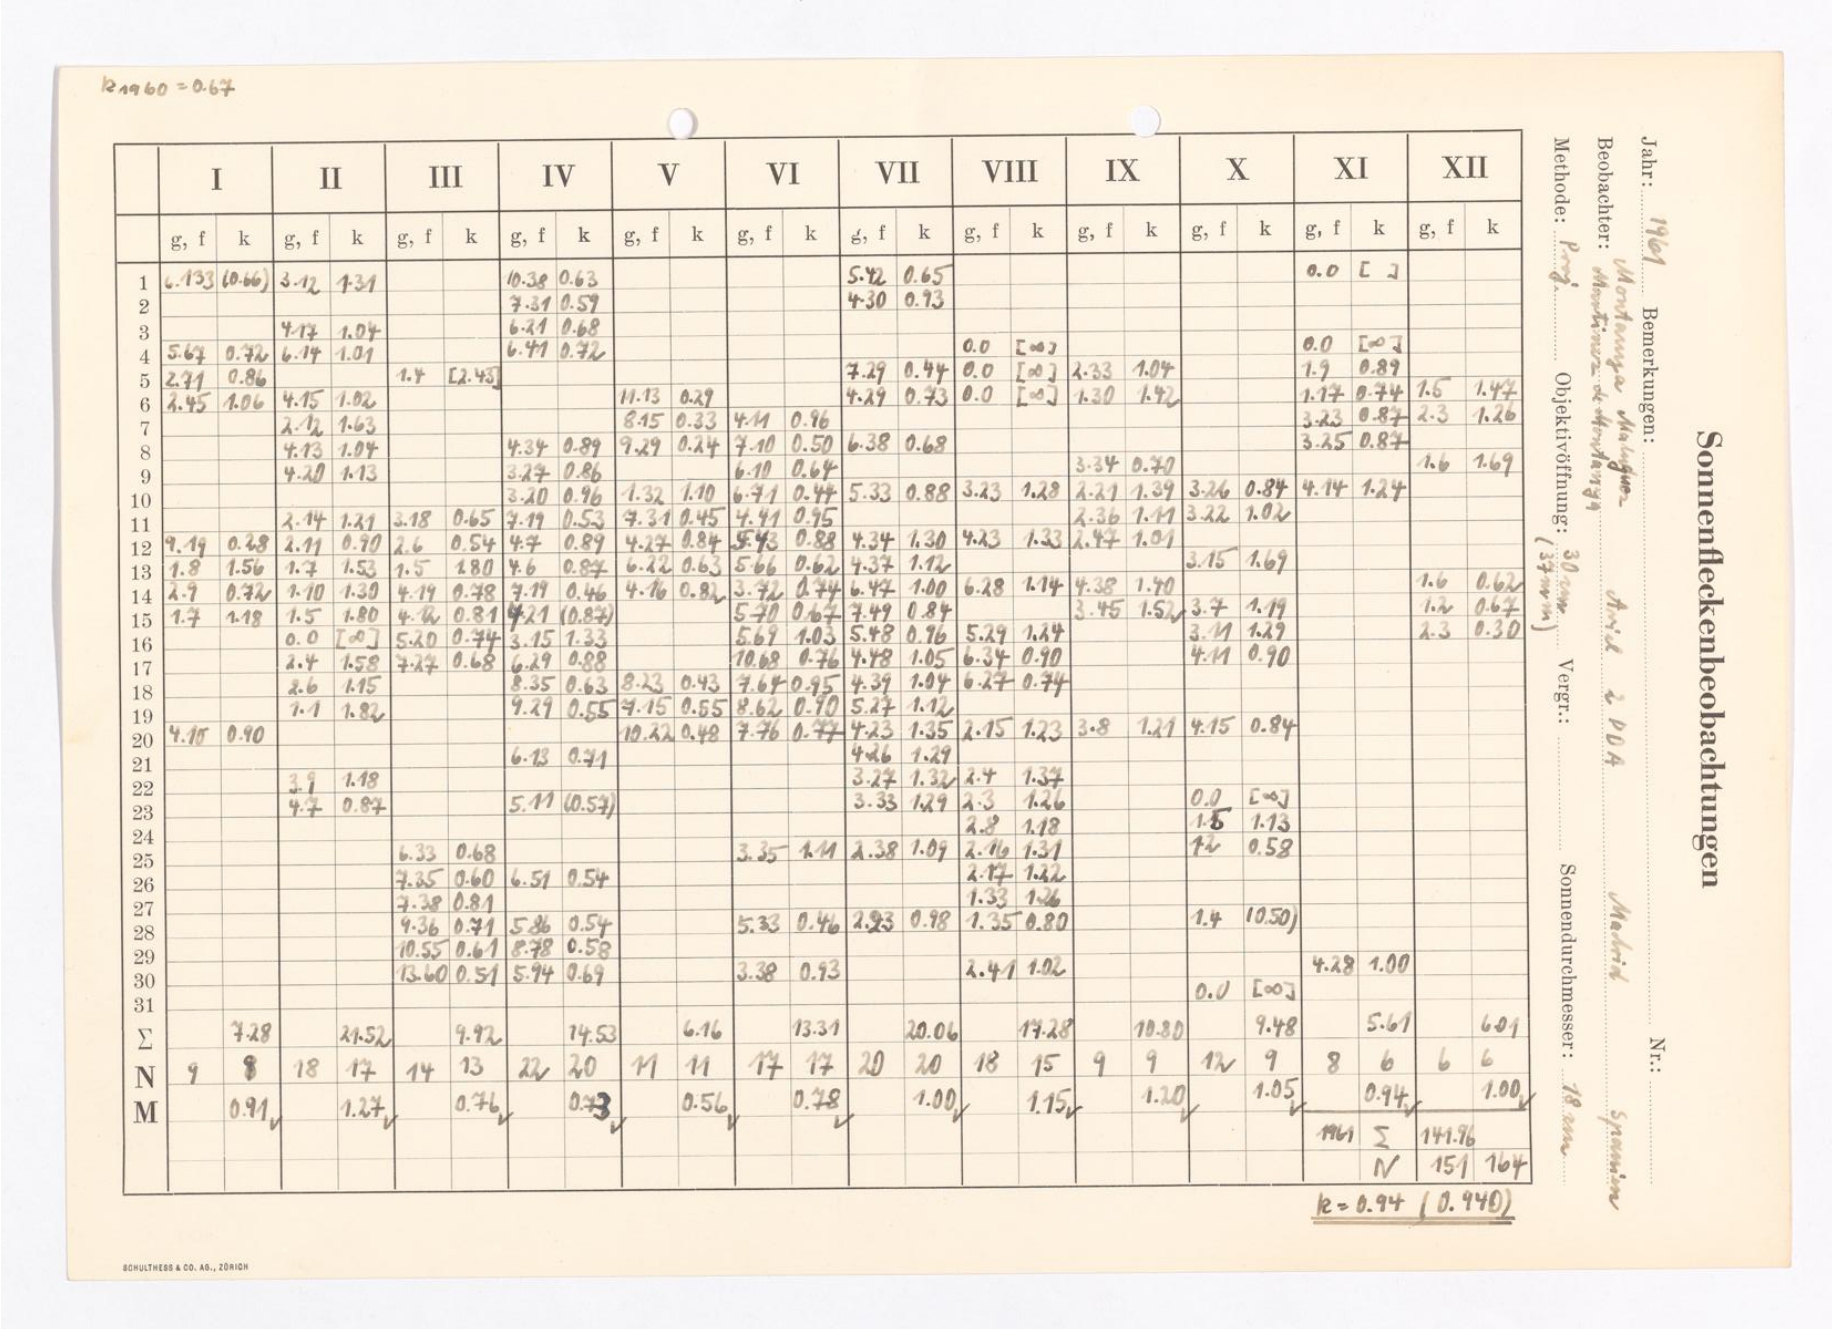 k1960 = 0.67
Sonnenfleckenbeobachtungen
Jahr: 1961 Bemerkungen: Nr.:
Beobachter: Montanya Madrid Spanien
Methode: Proj. Objektivöffnung: 30 cm (37mm) Vergr.: Sonnendurchmesser: 18 cm
I II III IV V VI VII VIII IX X XI XII
g, f k g, f k g, f k g, f k g, f k g, f k g, f k g, f k g, f k g, f k g, f k g, f k
1 6.133 (0.66) 3.12 1.31 10.38 0.63 5.42 0.65 0.0 [ ]
2 7.31 0.59 4.30 0.93
3 4.17 1.04 6.21 0.68
4 5.67 0.72 6.14 1.01 6.41 0.72 0.0 [∞] 0.0 [∞]
5 2.71 0.86 1.4 [2.43] 7.29 0.44 0.0 [∞] 2.33 1.04 1.9 0.89
6 2.45 1.06 4.15 1.02 11.13 0.29 4.29 0.73 0.0 [∞] 1.30 1.42 1.17 0.74 1.5 1.47
7 2.12 1.63 8.15 0.33 4.11 0.96 3.23 0.87 2.3 1.26
8 4.13 1.04 4.34 0.89 9.29 0.24 7.10 0.50 6.38 0.68 3.25 0.87
9 4.20 1.13 3.27 0.86 6.10 0.64 3.34 0.70 1.6 1.69
10 3.20 0.96 1.32 1.10 6.71 0.44 5.33 0.88 3.23 1.28 2.21 1.39 3.26 0.84 4.14 1.24
11 2.14 1.21 3.18 0.65 7.19 0.53 7.31 0.45 4.41 0.95 2.36 1.11 3.22 1.02
12 9.19 0.28 2.11 0.90 2.6 0.54 4.7 0.89 4.27 0.84 5.43 0.88 4.34 1.30 4.23 1.33 2.47 1.01
13 1.8 1.56 1.7 1.53 1.5 1.80 4.6 0.87 6.22 0.63 5.66 0.62 4.37 1.12 3.15 1.69
14 2.9 0.72 1.10 1.30 4.19 0.78 7.19 0.46 4.16 0.82 3.72 0.74 6.47 1.00 6.28 1.14 4.38 1.40 1.6 0.62
15 1.7 1.18 1.5 1.80 4.12 0.81 4.21 (0.87) 5.70 0.67 7.49 0.84 3.45 1.52 3.7 1.19 1.2 0.67
16 0.0 [∞] 5.20 0.74 3.15 1.33 5.69 1.03 5.48 0.96 5.29 1.24 3.11 1.29 2.3 0.30
17 2.4 1.58 7.27 0.68 6.29 0.88 10.68 0.76 4.48 1.05 6.34 0.90 4.11 0.90
18 2.6 1.15 8.35 0.63 8.23 0.43 7.64 0.95 4.39 1.04 6.27 0.74
19 1.1 1.82 9.29 0.55 7.15 0.55 8.62 0.90 5.27 1.12
20 4.10 0.90 10.22 0.48 7.76 0.77 4.23 1.35 2.15 1.23 3.8 1.21 4.15 0.84
21 6.13 0.71 4.26 1.29
22 3.9 1.18 3.27 1.32 2.4 1.37
23 4.7 0.87 5.11 (0.57) 3.33 1.29 2.3 1.26 0.0 [∞]
24 2.8 1.18 1.5 1.13
25 6.33 0.68 3.35 1.11 2.38 1.09 2.16 1.31 1.2 0.58
26 7.35 0.60 6.51 0.54 2.17 1.22
27 7.38 0.81 1.33 1.26
28 9.36 0.71 5.86 0.54 5.33 0.46 2.23 0.98 1.35 0.80 1.4 (0.50)
29 10.55 0.61 8.78 0.58
30 13.60 0.51 5.94 0.69 3.38 0.93 2.41 1.02 4.28 1.00
31 0.0 [∞]
Σ 7.28 21.52 9.92 14.53 6.16 13.31 20.06 17.28 10.80 9.48 5.61 6.01
N 9 8 18 17 14 13 22 20 11 11 17 17 20 20 18 15 9 9 12 9 8 6 6 6
M 0.91 1.27 0.76 0.73 0.56 0.78 1.00 1.15 1.20 1.05 0.94 1.00
1961 Σ 141.96
N 151 164
k = 0.94 (0.940)
SCHULTHESS & CO. AG., ZÜRICH